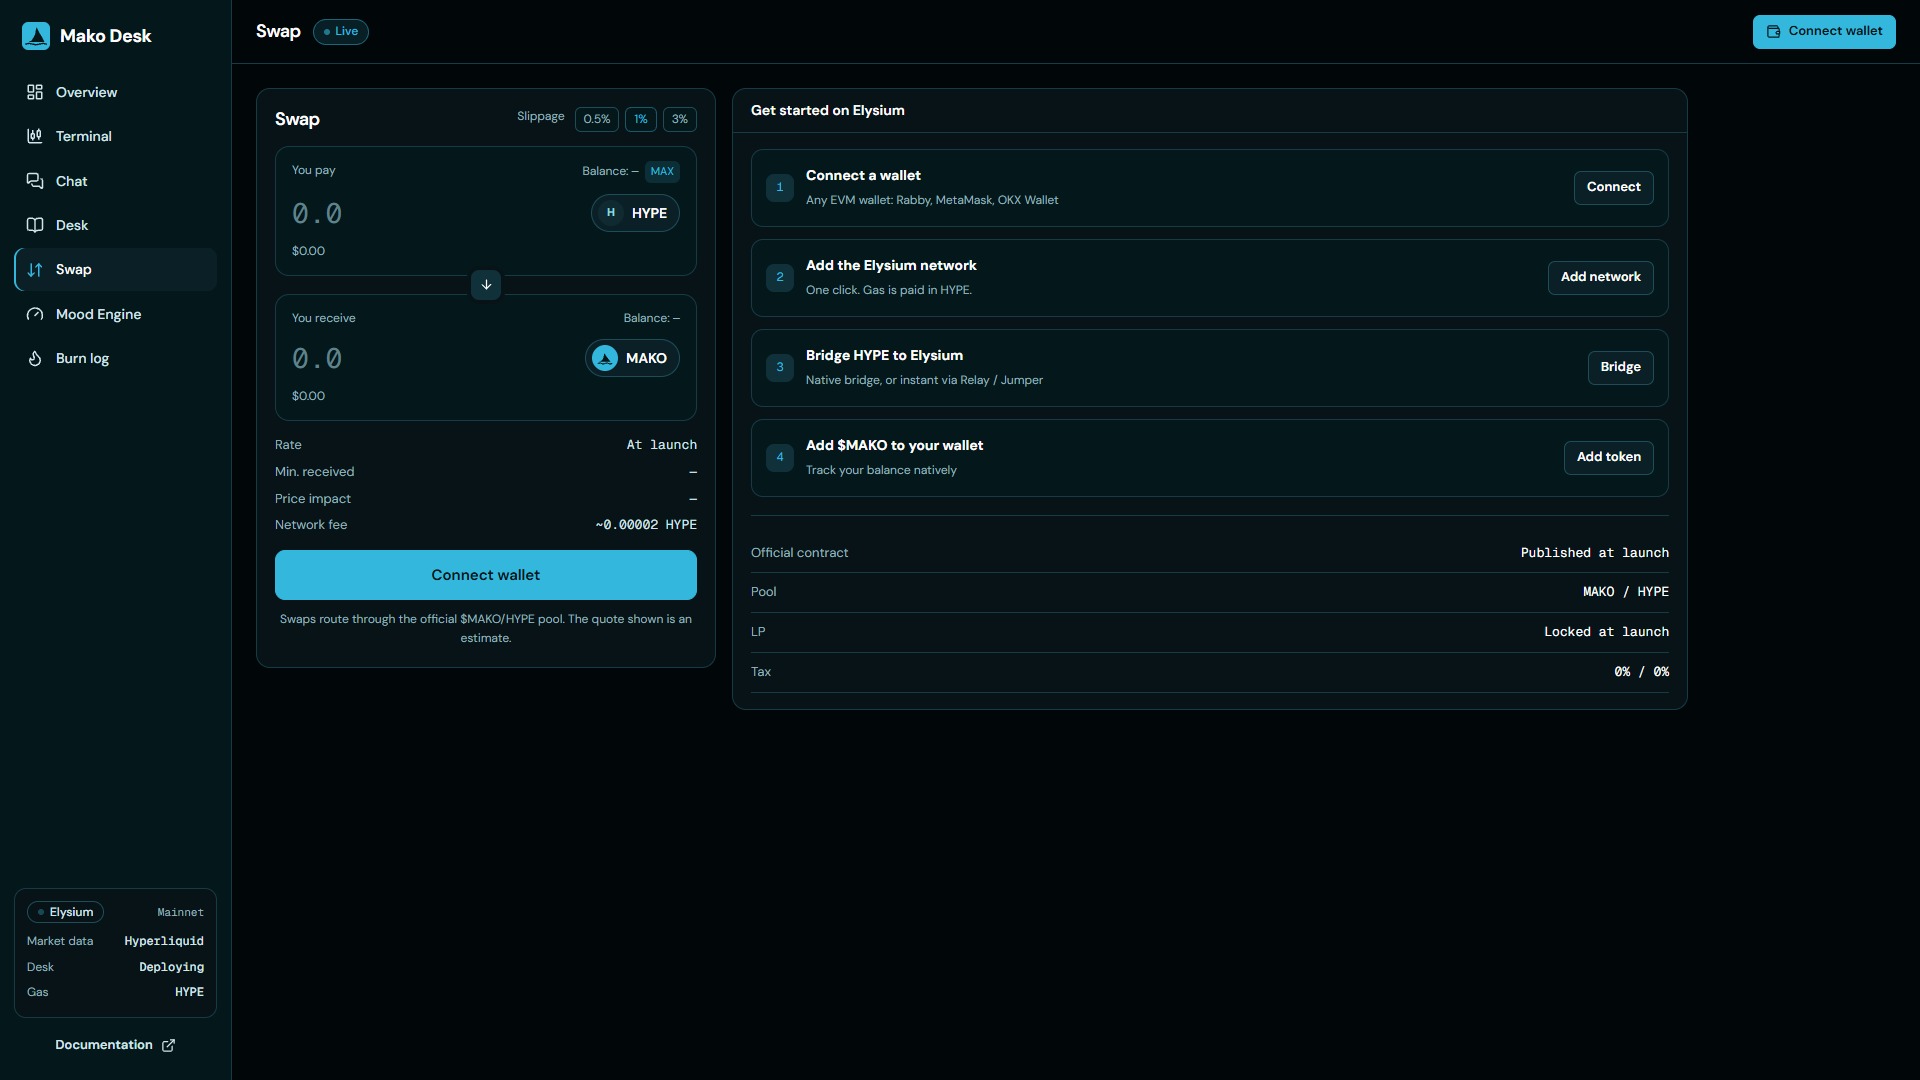 Mako Desk
Overview
Terminal
Chat
Desk
Swap
Mood Engine
Burn log
Elysium Mainnet
Market data Hyperliquid
Desk Deploying
Gas HYPE
Documentation
Swap Live
Connect wallet
Swap Slippage 0.5% 1% 3%
You pay Balance: – MAX
0.0 H HYPE
$0.00
You receive Balance: –
0.0 MAKO
$0.00
Rate At launch
Min. received –
Price impact –
Network fee ~0.00002 HYPE
Connect wallet
Swaps route through the official $MAKO/HYPE pool. The quote shown is an
estimate.
Get started on Elysium
1 Connect a wallet
Any EVM wallet: Rabby, MetaMask, OKX Wallet
Connect
2 Add the Elysium network
One click. Gas is paid in HYPE.
Add network
3 Bridge HYPE to Elysium
Native bridge, or instant via Relay / Jumper
Bridge
4 Add $MAKO to your wallet
Track your balance natively
Add token
Official contract Published at launch
Pool MAKO / HYPE
LP Locked at launch
Tax 0% / 0%